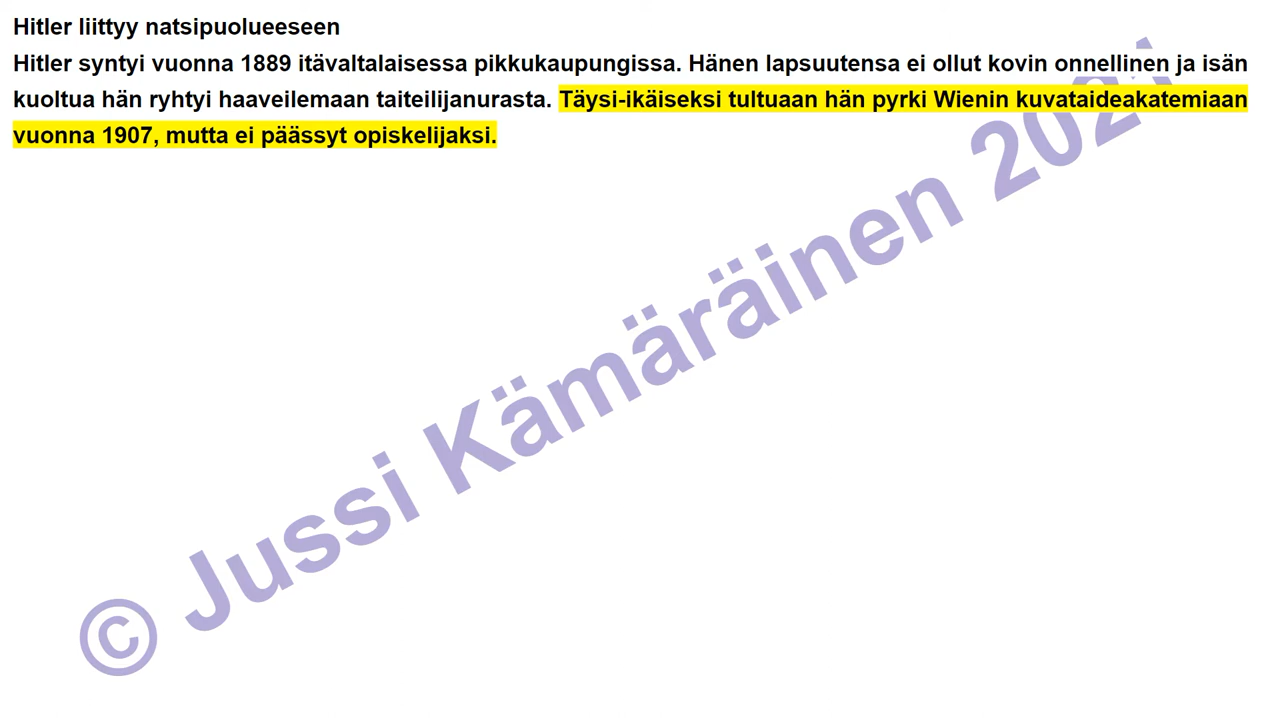 Hitler liittyy natsipuolueeseen
Hitler syntyi vuonna 1889 itävaltalaisessa pikkukaupungissa. Hänen lapsuutensa ei ollut kovin onnellinen ja isän
kuoltua hän ryhtyi haaveilemaan taiteilijanurasta. Täysi-ikäiseksi tultuaan hän pyrki Wienin kuvataideakatemiaan
vuonna 1907, mutta ei päässyt opiskelijaksi.
© Jussi Kämäräinen